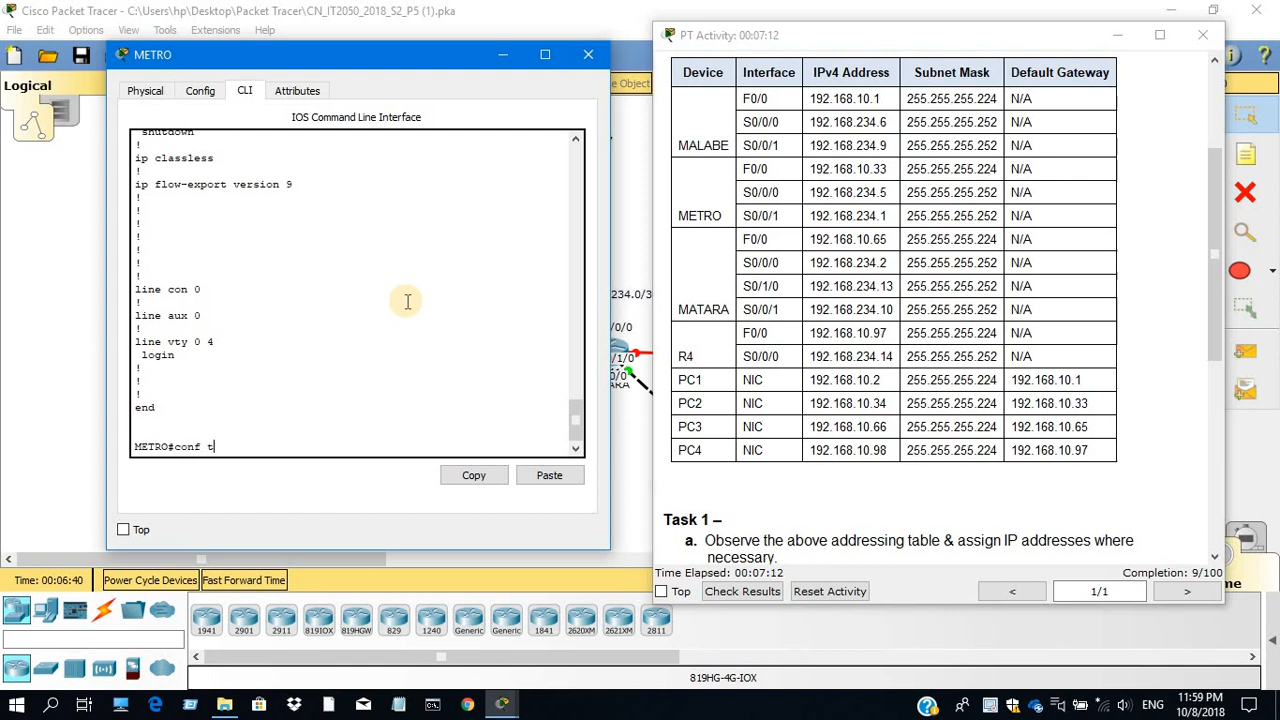 Cisco Packet Tracer - C:\Users\hp\Desktop\Packet Tracer\CN_IT2050_2018_S2_P5 (1).pka
File Edit Options View Tools Extensions Help
Logical
METRO
Physical Config CLI Attributes
IOS Command Line Interface
shutdown
!
ip classless
!
ip flow-export version 9
!
!
!
!
!
!
!
line con 0
!
line aux 0
!
line vty 0 4
login
!
!
!
end
METRO#conf t
Copy Paste
Top
e Object
234.0/3
/0/0
/1/0
0/0
ARA
PT Activity: 00:07:12
Device Interface IPv4 Address Subnet Mask Default Gateway
F0/0 192.168.10.1 255.255.255.224 N/A
S0/0/0 192.168.234.6 255.255.255.252 N/A
MALABE S0/0/1 192.168.234.9 255.255.255.252 N/A
F0/0 192.168.10.33 255.255.255.224 N/A
S0/0/0 192.168.234.5 255.255.255.252 N/A
METRO S0/0/1 192.168.234.1 255.255.255.252 N/A
F0/0 192.168.10.65 255.255.255.224 N/A
S0/0/0 192.168.234.2 255.255.255.252 N/A
S0/1/0 192.168.234.13 255.255.255.252 N/A
MATARA S0/0/1 192.168.234.10 255.255.255.252 N/A
F0/0 192.168.10.97 255.255.255.224 N/A
R4 S0/0/0 192.168.234.14 255.255.255.252 N/A
PC1 NIC 192.168.10.2 255.255.255.224 192.168.10.1
PC2 NIC 192.168.10.34 255.255.255.224 192.168.10.33
PC3 NIC 192.168.10.66 255.255.255.224 192.168.10.65
PC4 NIC 192.168.10.98 255.255.255.224 192.168.10.97
Task 1 –
a. Observe the above addressing table & assign IP addresses where
necessary.
Time Elapsed: 00:07:12 Completion: 9/100
Top Check Results Reset Activity < 1/1 >
Time: 00:06:40 Power Cycle Devices Fast Forward Time
me
1941 2901 2911 819IOX 819HGW 829 1240 Generic Generic 1841 2620XM 2621XM 2811
819HG-4G-IOX
ENG
11:59 PM
10/8/2018